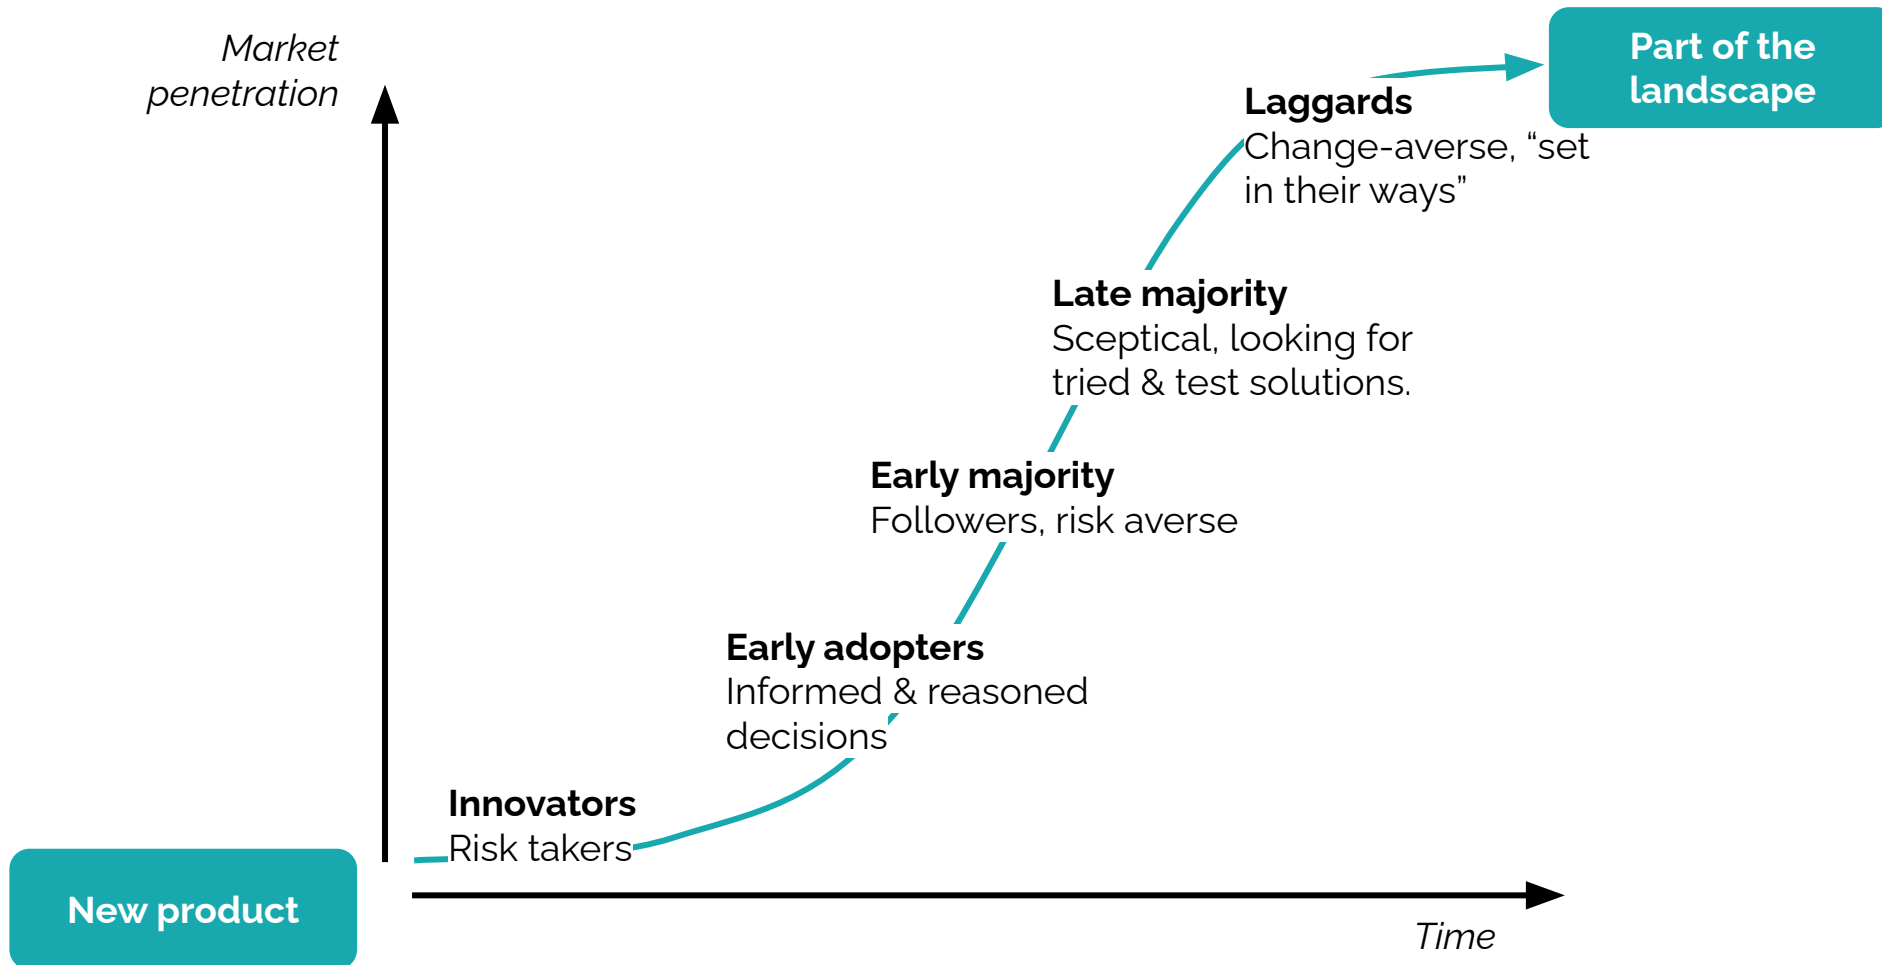 Market
penetration
Part of the
landscape
Laggards
Change-averse, “set
in their ways”
Late majority
Sceptical, looking for
tried & test solutions.
Early majority
Followers, risk averse
Early adopters
Informed & reasoned
decisions
Innovators
Risk takers
New product
Time